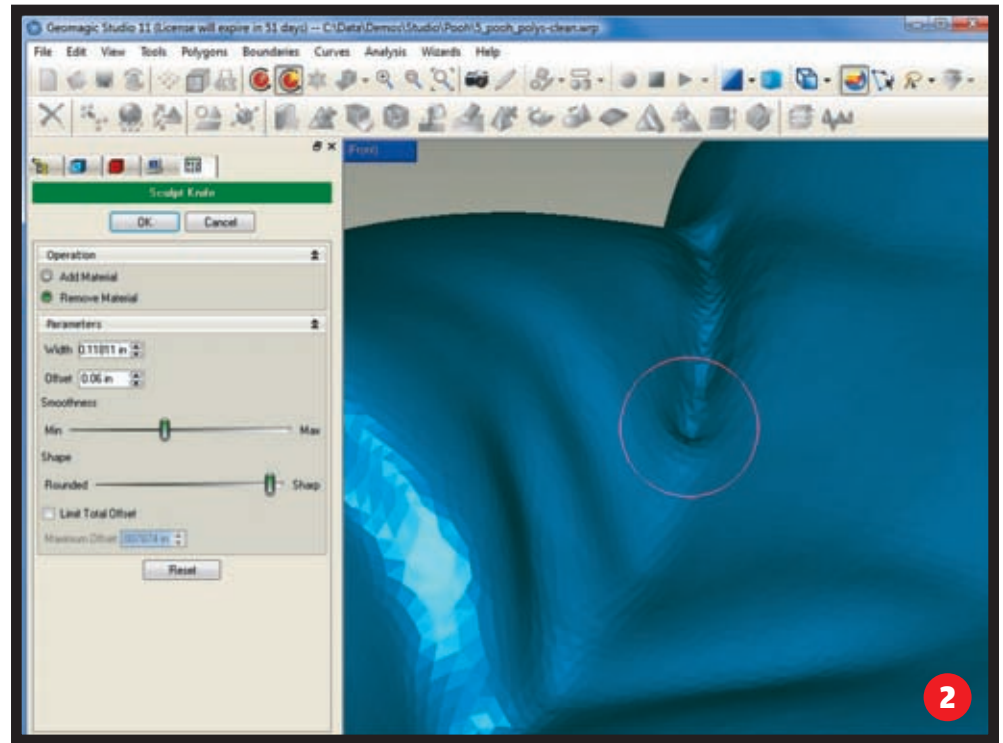 Geomagic Studio 11 (License will expire in 51 days) -- C:\Data\Demos\Studio\Pooh\5_pooh_polys-clean.wrp
File Edit View Tools Polygons Boundaries Curves Analysis Wizards Help
Front
Sculpt Knife
OK Cancel
Operation
Add Material
Remove Material
Parameters
Width 0.11811 in
Offset 0.06 in
Smoothness
Min Max
Shape
Rounded Sharp
Limit Total Offset
Maximum Offset in
Reset
2